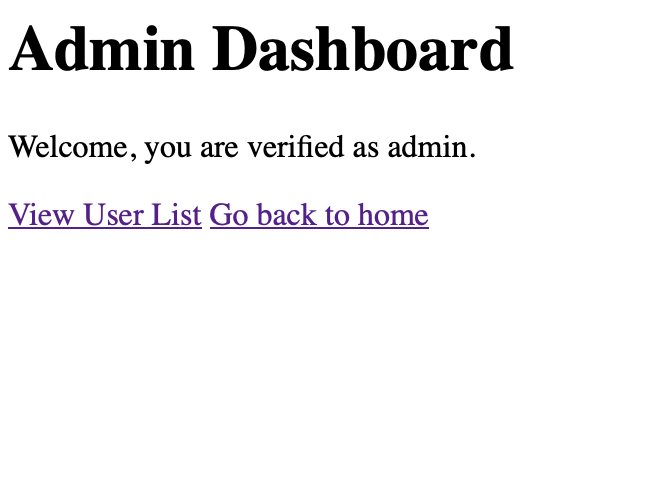 Admin Dashboard
Welcome, you are verified as admin.
View User List Go back to home